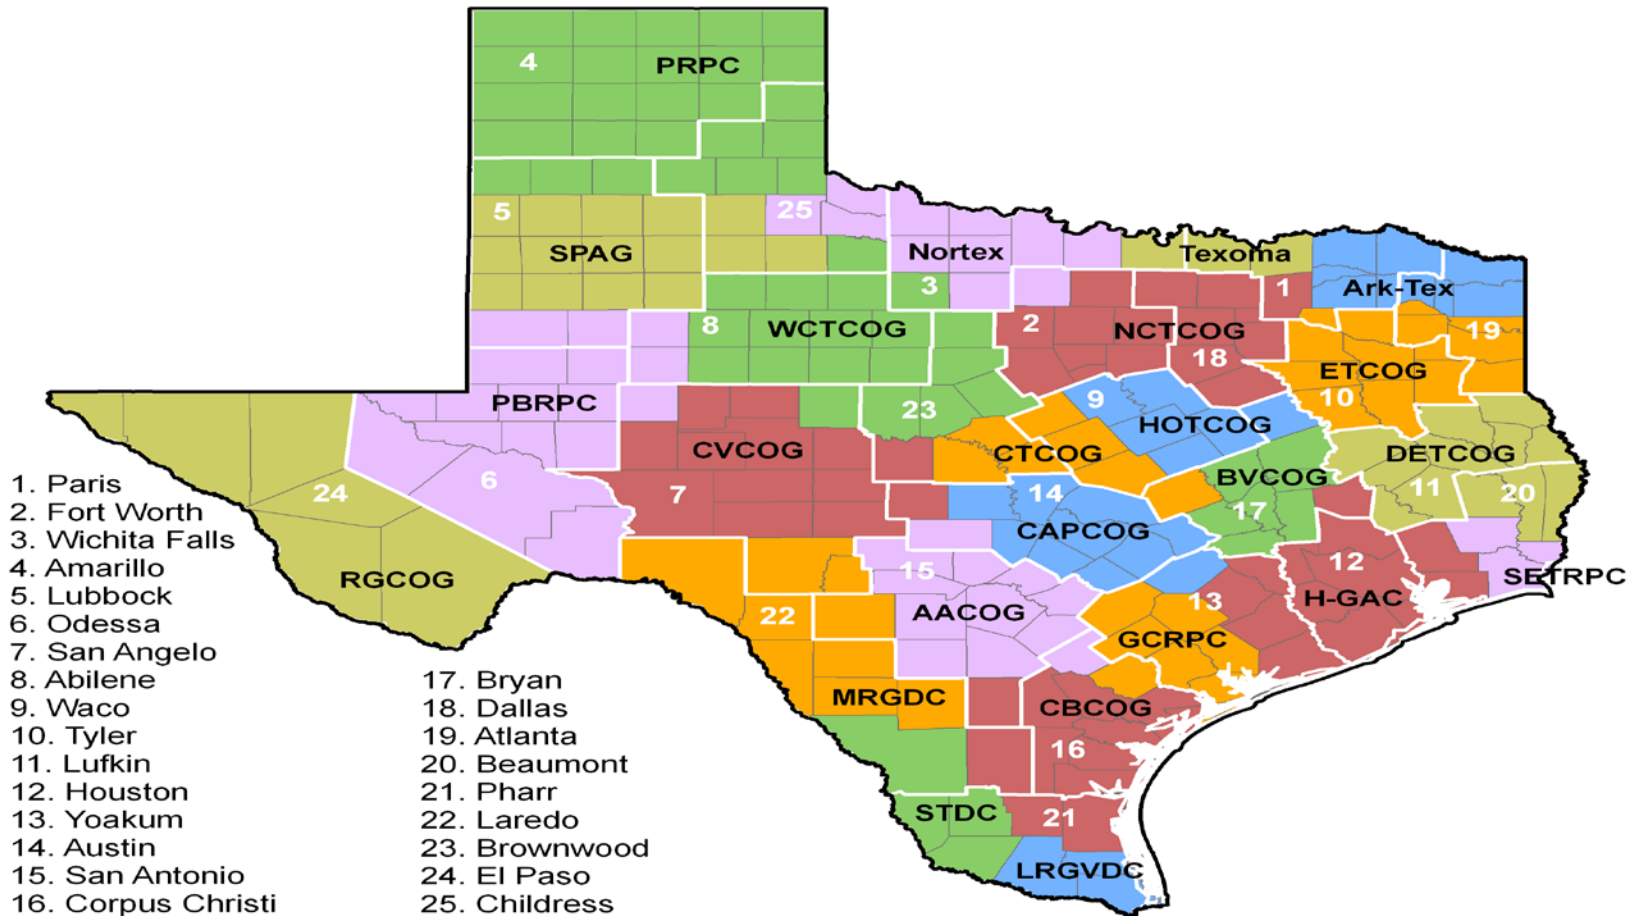 4
PRPC
5
25
SPAG
Nortex
Texoma
3
1
Ark-Tex
8
WCTCOG
2
NCTCOG
19
18
ETCOG
PBRPC
23
9
10
HOTCOG
CVCOG
CTCOG
DETCOG
BVCOG
6
7
14
11
20
24
17
CAPCOG
12
15
SETRPC
RGCOG
13
H-GAC
22
AACOG
GCRPC
MRGDC
CBCOG
16
STDC
21
LRGVDC
1. Paris
2. Fort Worth
3. Wichita Falls
4. Amarillo
5. Lubbock
6. Odessa
7. San Angelo
8. Abilene
9. Waco
10. Tyler
11. Lufkin
12. Houston
13. Yoakum
14. Austin
15. San Antonio
16. Corpus Christi
17. Bryan
18. Dallas
19. Atlanta
20. Beaumont
21. Pharr
22. Laredo
23. Brownwood
24. El Paso
25. Childress